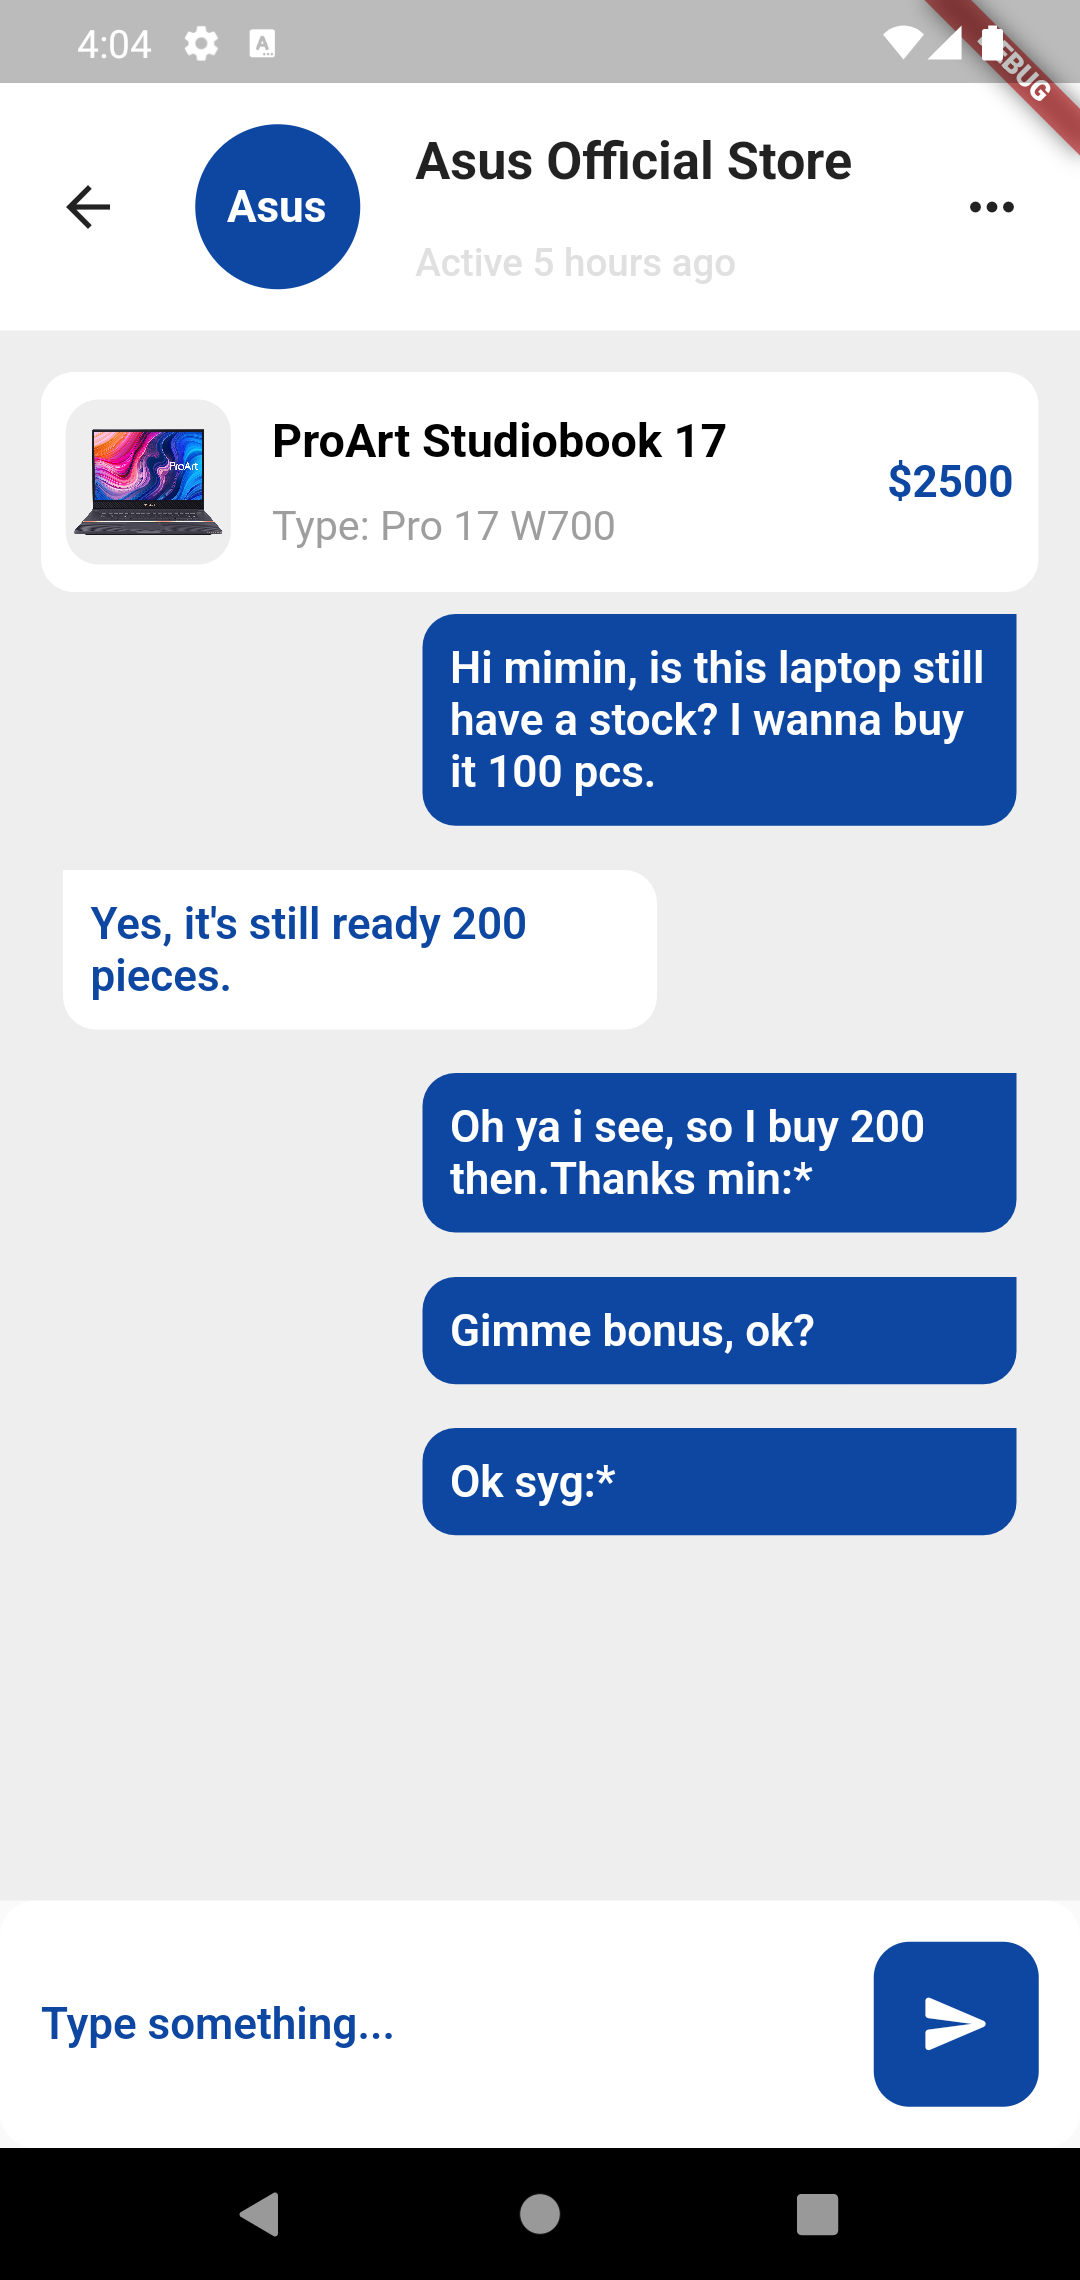 4:04
A
DEBUG
Asus
Asus Official Store
Active 5 hours ago
ProArt
ProArt Studiobook 17
Type: Pro 17 W700
$2500
Hi mimin, is this laptop still
have a stock? I wanna buy
it 100 pcs.
Yes, it's still ready 200
pieces.
Oh ya i see, so I buy 200
then.Thanks min:*
Gimme bonus, ok?
Ok syg:*
Type something...